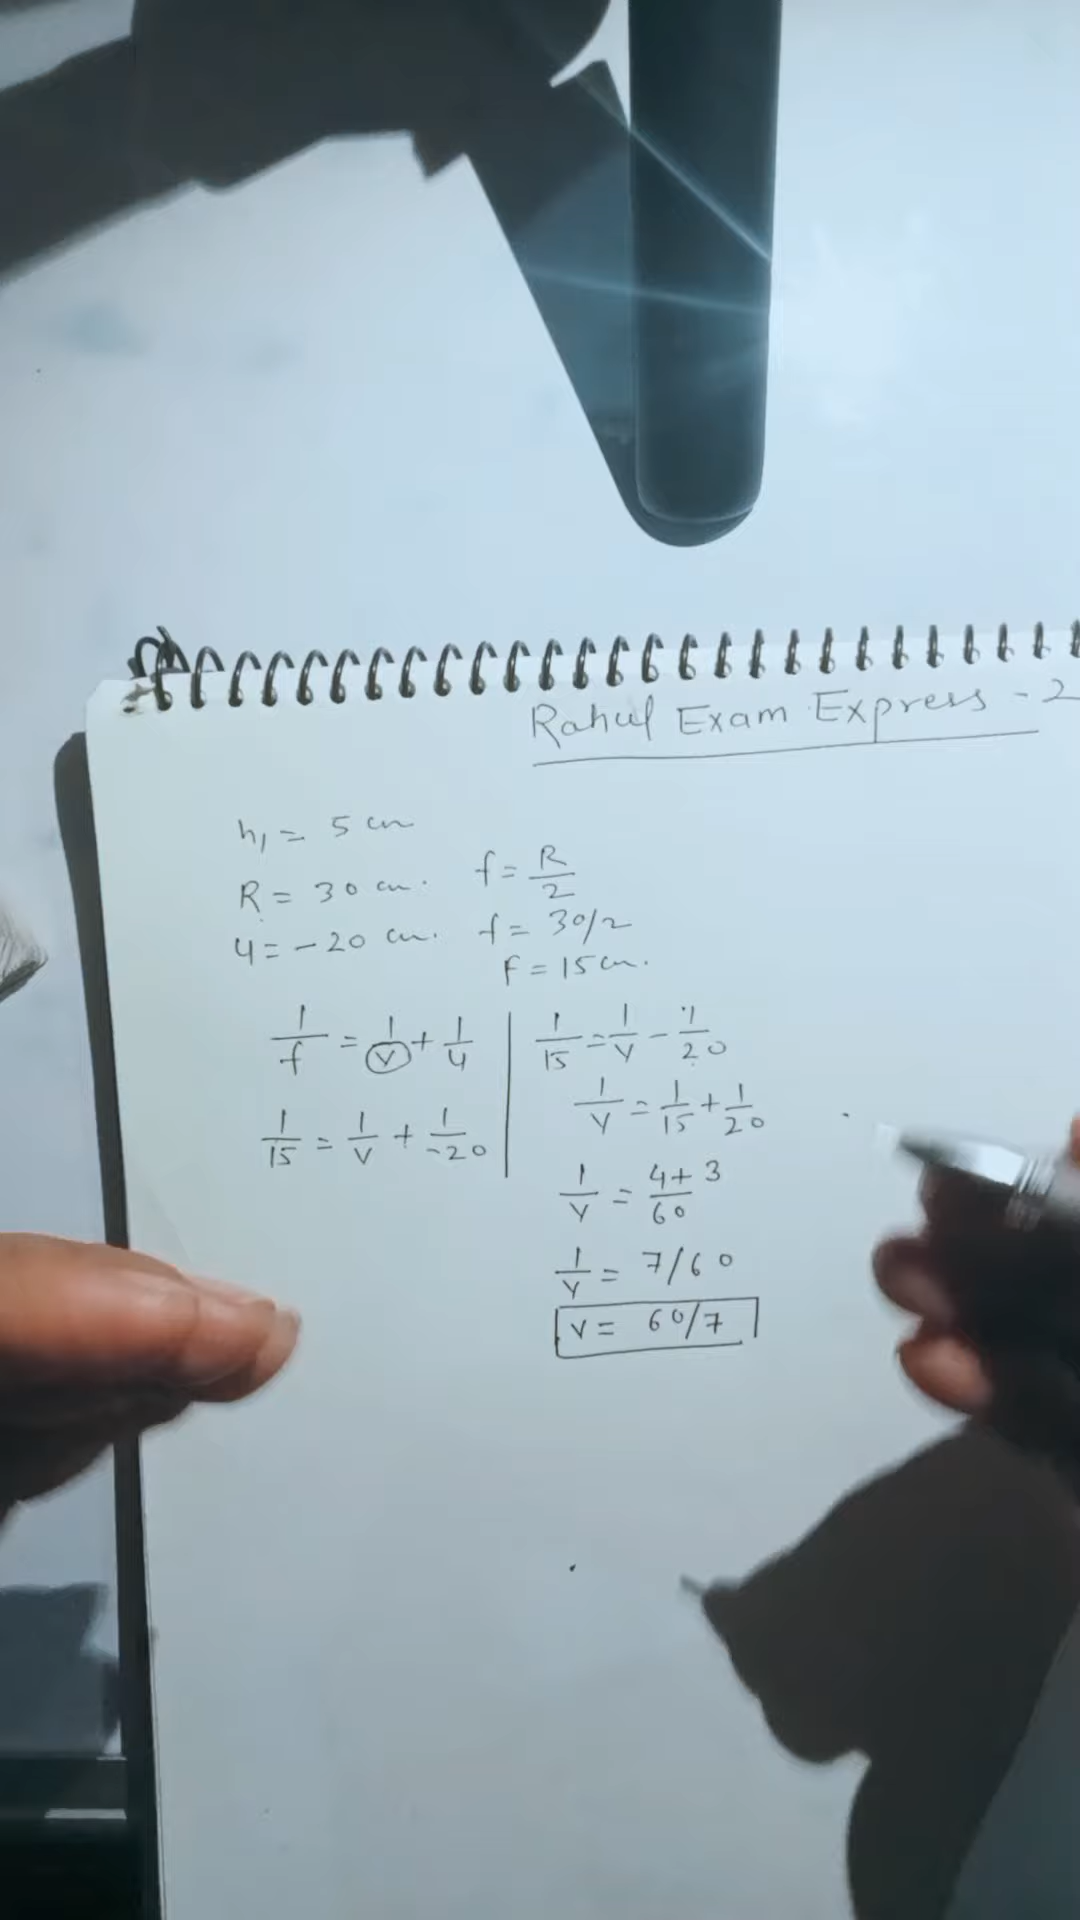 Rahul Exam Express - 2
h₁ = 5 cm
R = 30 cm. f = R/2
u = -20 cm. f = 30/2
F = 15 cm.
1/f = 1/v + 1/u
1/15 = 1/v + 1/-20
1/15 = 1/v - 1/20
1/v = 1/15 + 1/20
1/v = 4+3/60
1/v = 7/60
v = 60/7